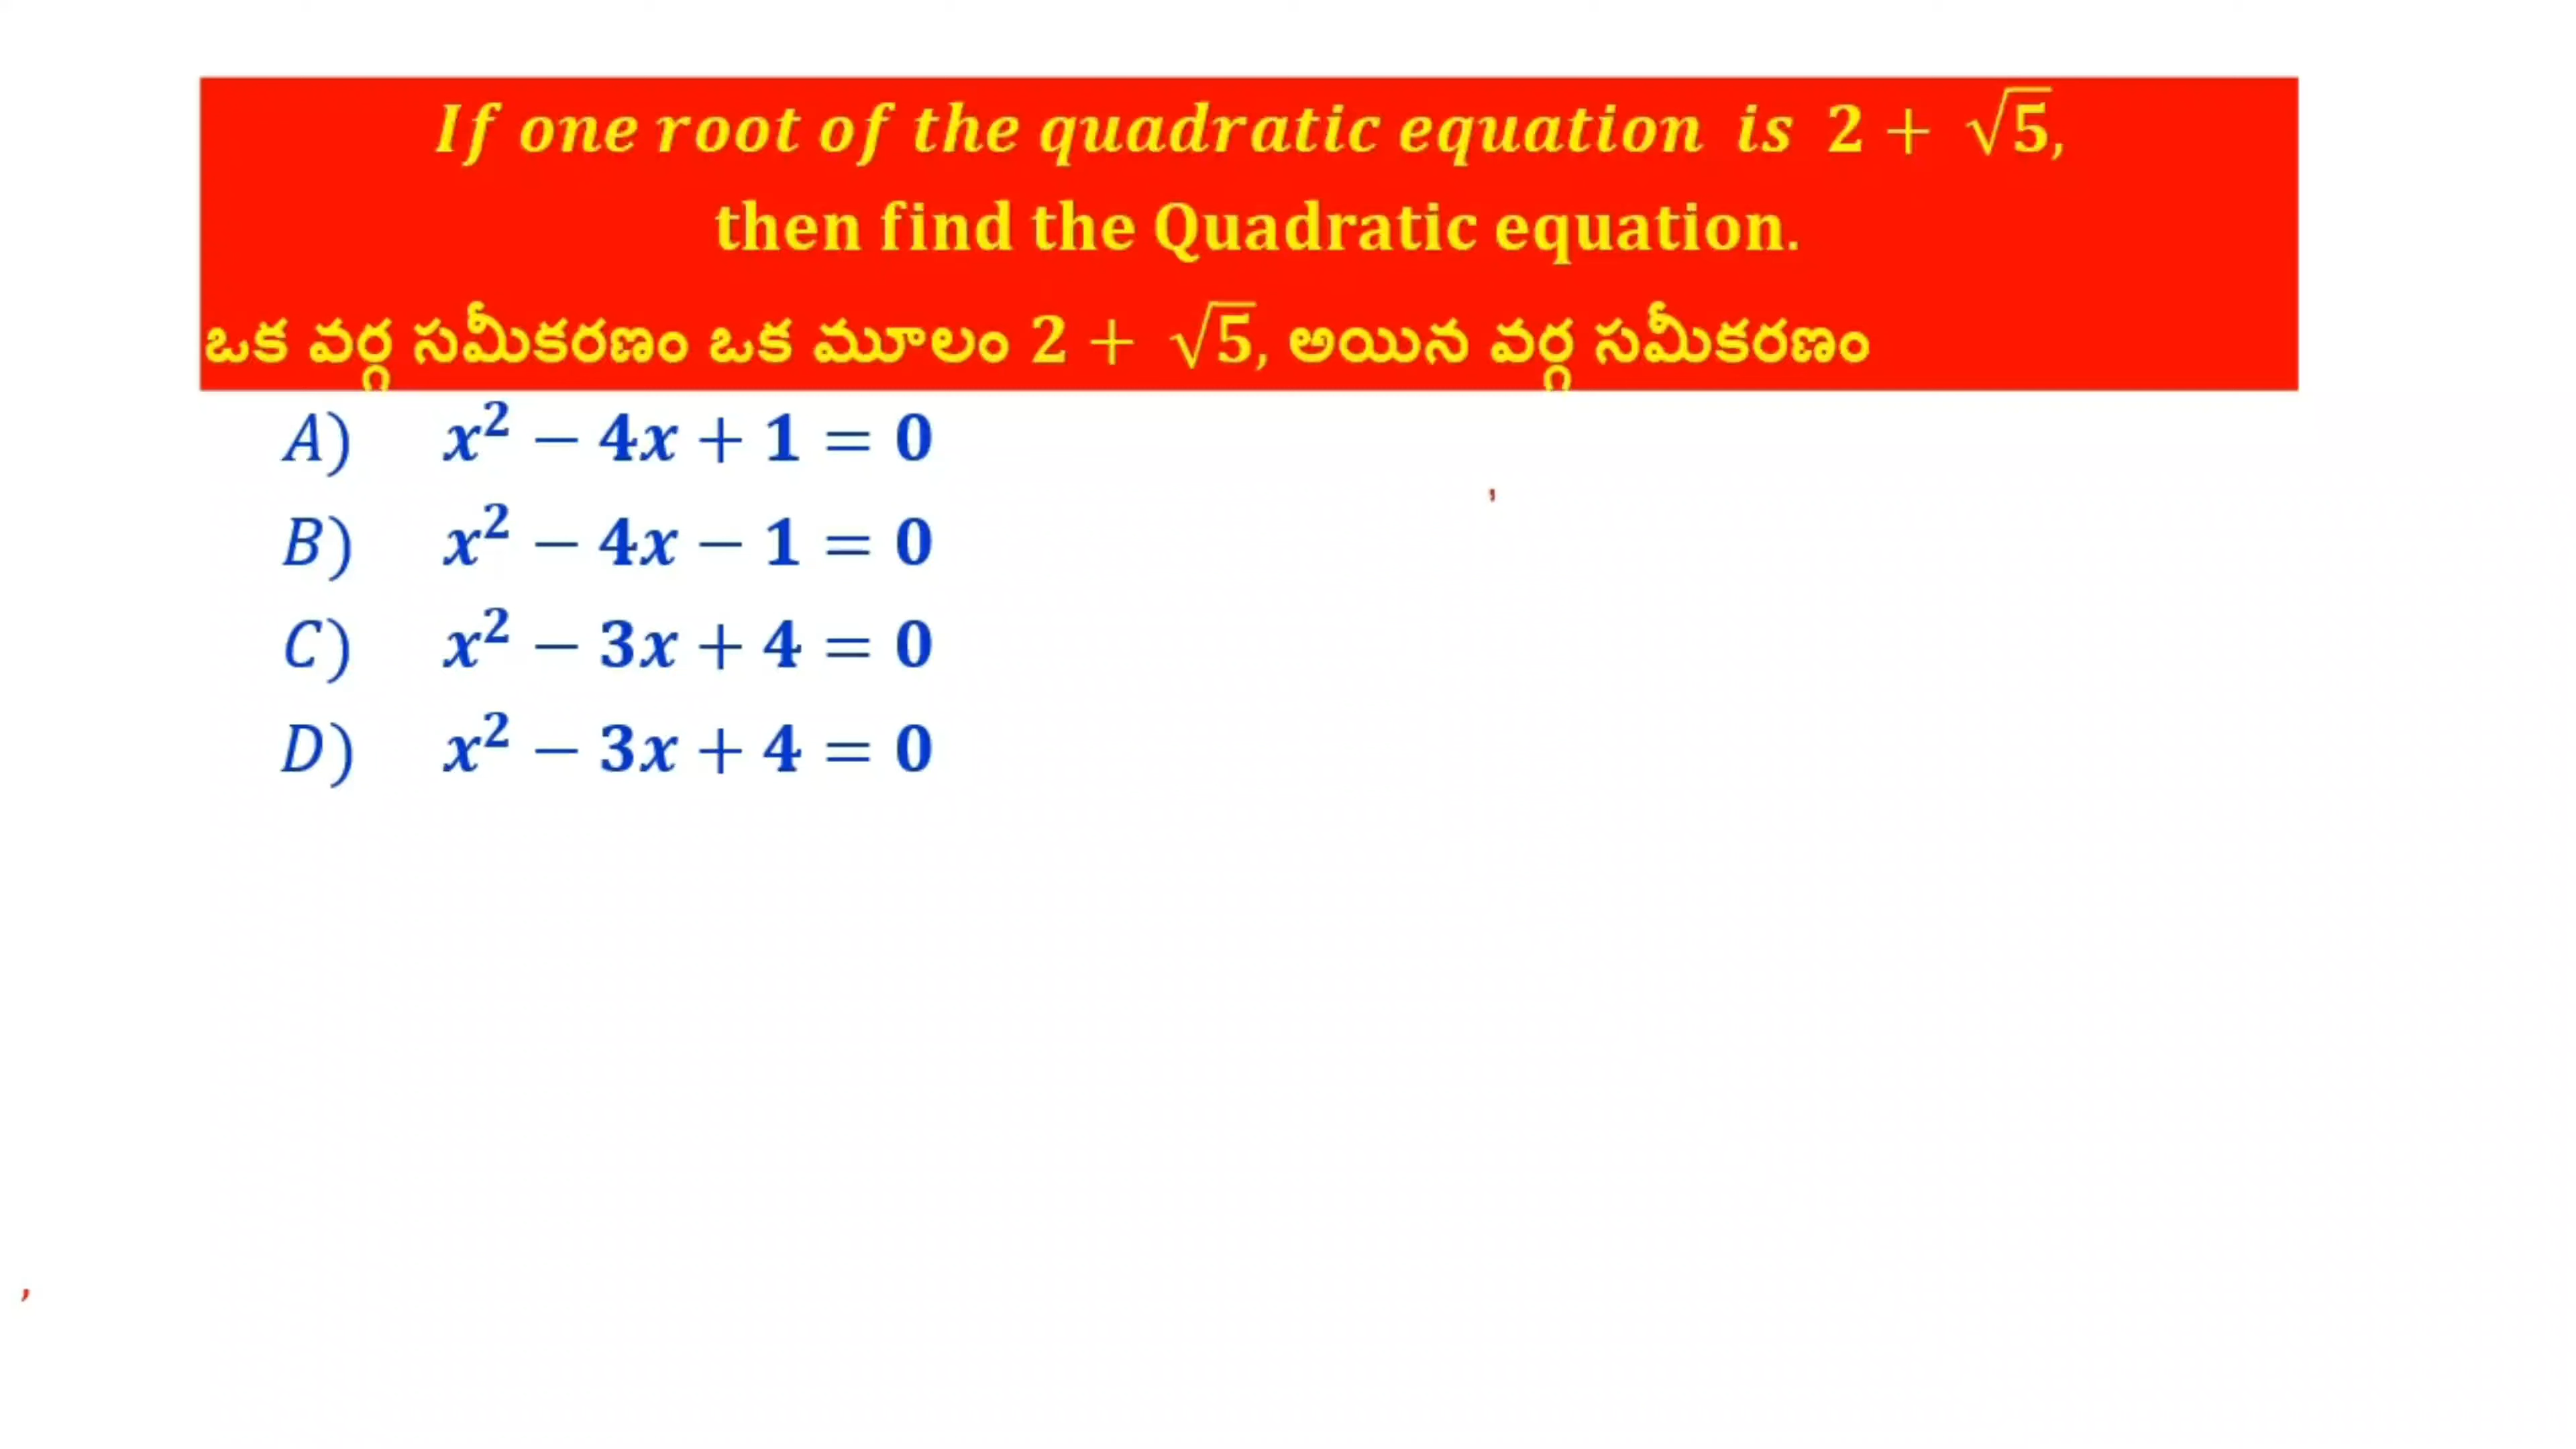 If one root of the quadratic equation is 2 + √5,
then find the Quadratic equation.
ఒక వర్గ సమీకరణం ఒక మూలం 2 + √5, అయిన వర్గ సమీకరణం
A) x² − 4x + 1 = 0
B) x² − 4x − 1 = 0
C) x² − 3x + 4 = 0
D) x² − 3x + 4 = 0